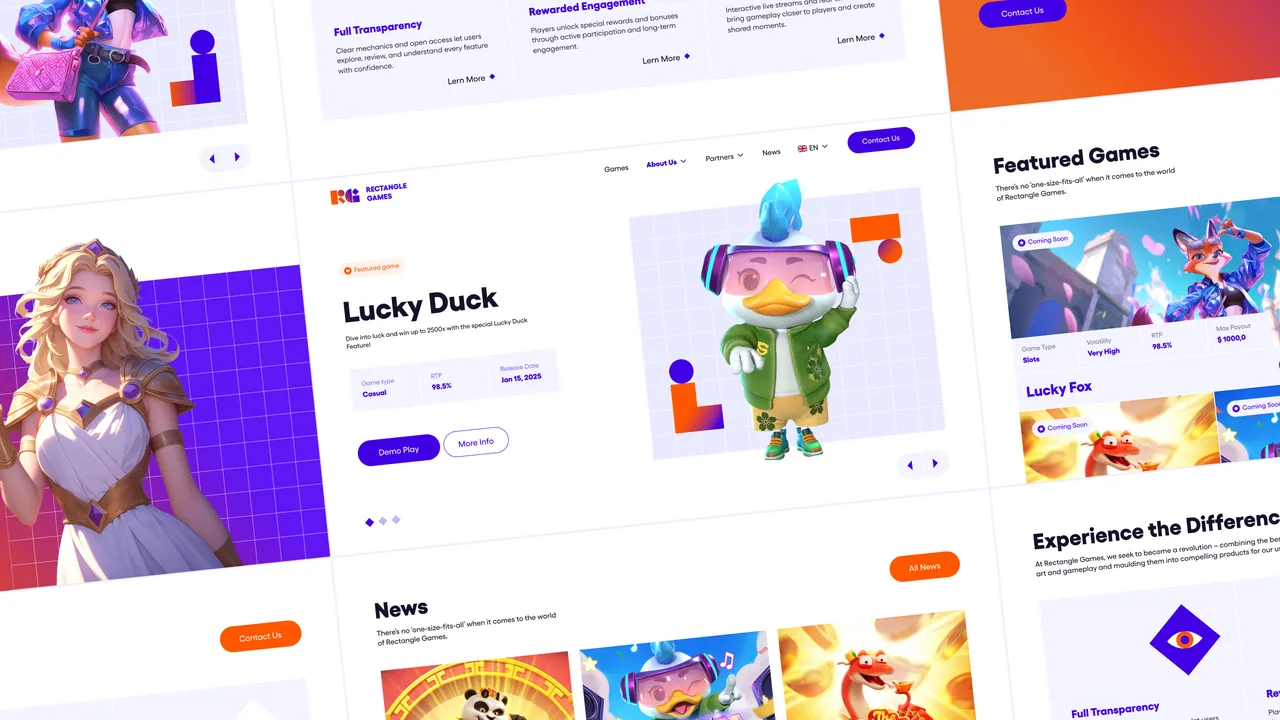 Full Transparency
Clear mechanics and open access let users
explore, review, and understand every feature
with confidence.
Lern More
Rewarded Engagement
Players unlock special rewards and bonuses
through active participation and long-term
engagement.
Lern More
Interactive live streams and
bring gameplay closer to players and create
shared moments.
Lern More
Contact Us
RECTANGLE
GAMES
Games
About Us
Partners
News
EN
Contact Us
Featured game
Lucky Duck
Dive into luck and win up to 2500x with the special Lucky Duck
Feature!
Game type
Casual
RTP
98.5%
Release Date
Jan 15, 2025
Demo Play
More Info
Featured Games
There's no 'one-size-fits-all' when it comes to the world
of Rectangle Games.
Coming Soon
Game Type
Slots
Volatility
Very High
RTP
98.5%
Max Payout
$ 1000,0
Lucky Fox
Coming Soon
Coming Soon
Contact Us
News
There's no 'one-size-fits-all' when it comes to the world
of Rectangle Games.
All News
Experience the Differenc
At Rectangle Games, we seek to become a revolution – combining the bes
art and gameplay and moulding them into compelling products for our us
Full Transparency
Re
Play